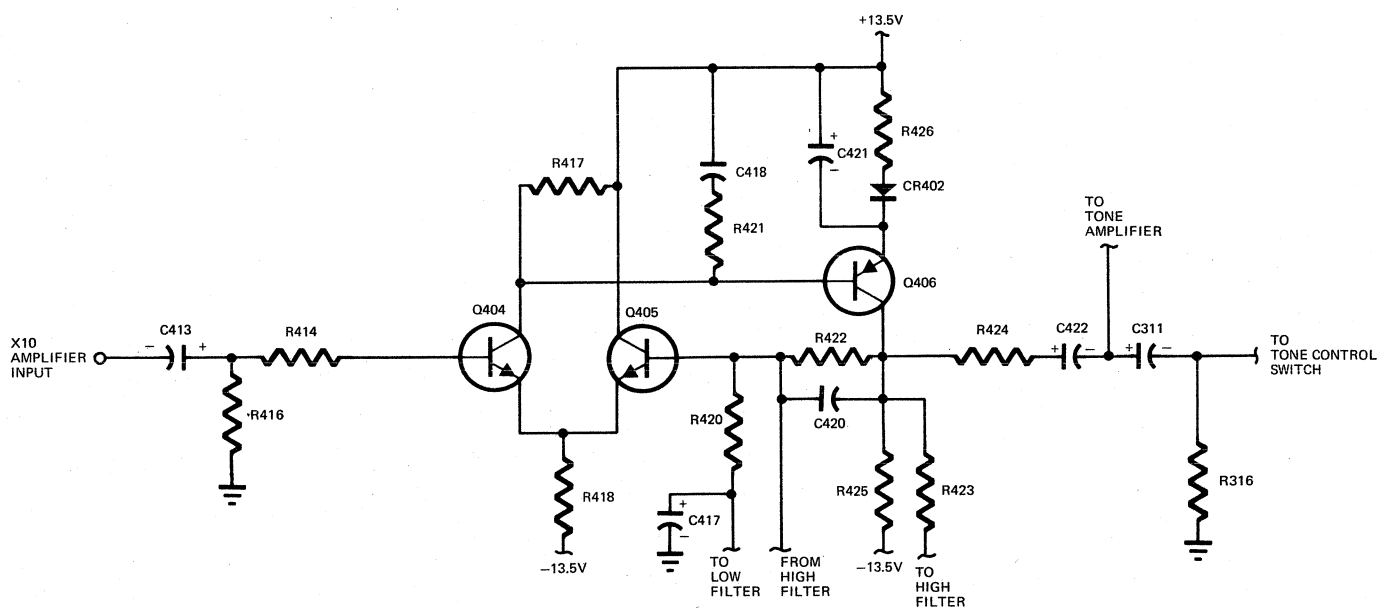 +13.5V
R426
C421
+
−
R417
C418
CR402
R421
TO
TONE
AMPLIFIER
Q406
Q404
Q405
X10
AMPLIFIER
INPUT
C413
−
+
R414
R422
R424
C422
+
−
C311
+
−
TO
TONE CONTROL
SWITCH
R416
R420
C420
R418
C417
+
−
R425
R423
R316
−13.5V
TO
LOW
FILTER
FROM
HIGH
FILTER
−13.5V
TO
HIGH
FILTER